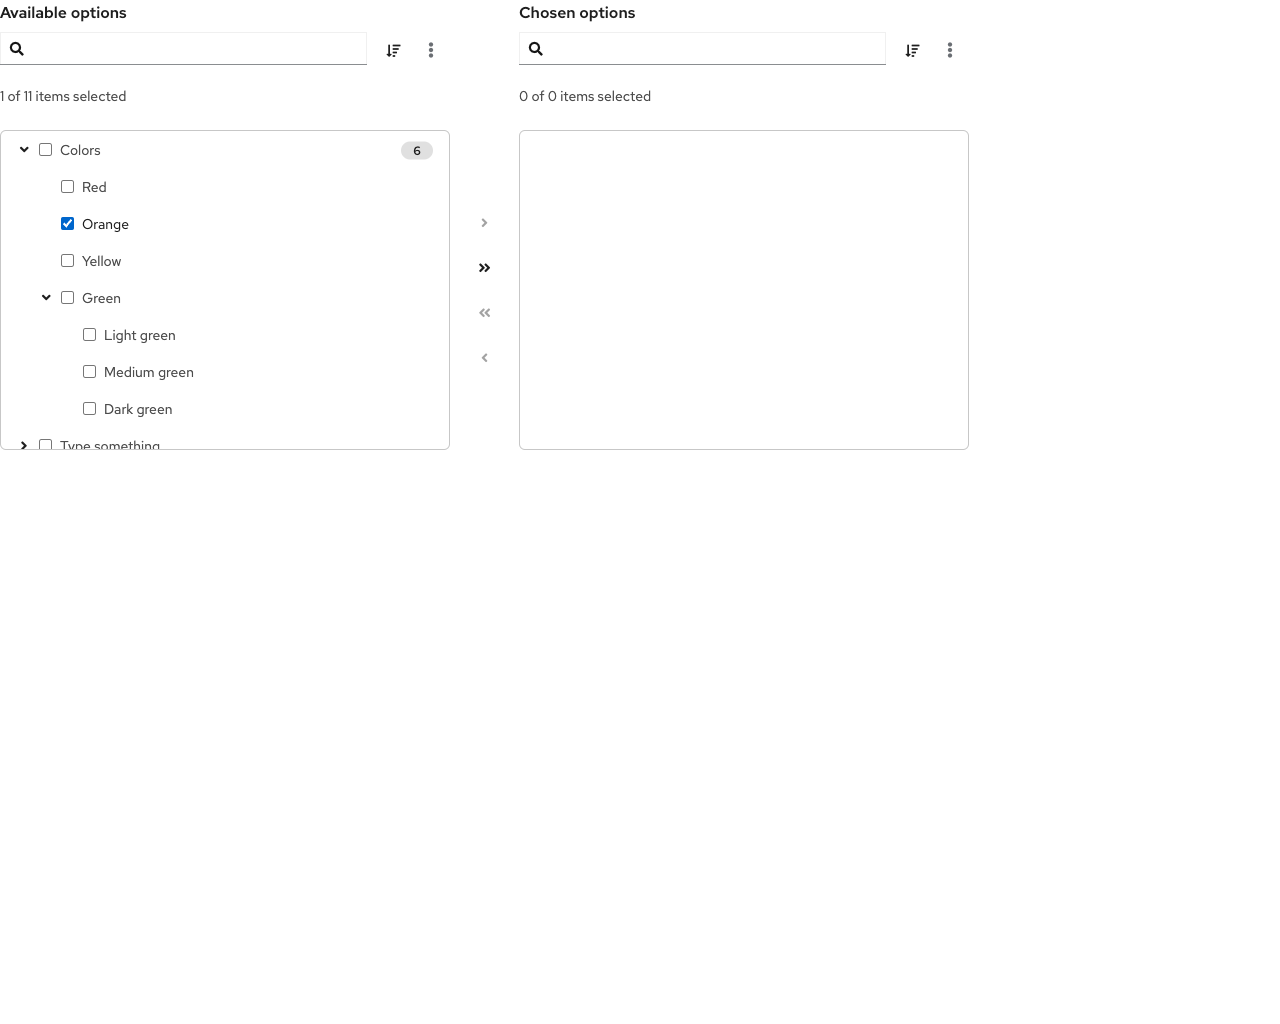 Available options
1 of 11 items selected
Colors 6
Red
Orange
Yellow
Green
Light green
Medium green
Dark green
Type something
Chosen options
0 of 0 items selected